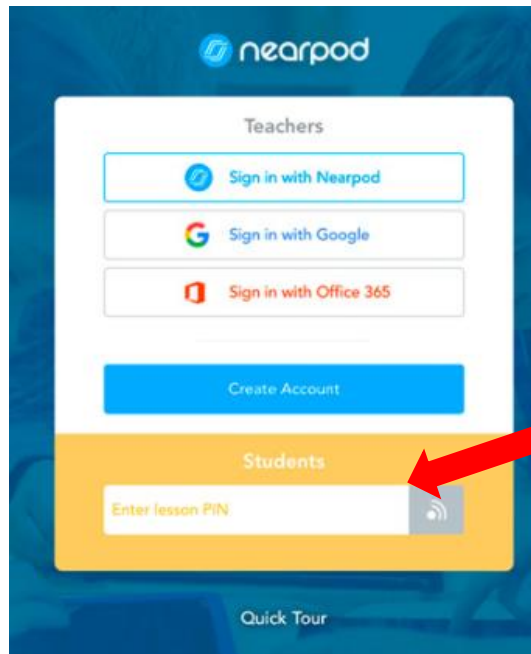 nearpod
Teachers
Sign in with Nearpod
Sign in with Google
Sign in with Office 365
Create Account
Students
Enter lesson PIN
Quick Tour